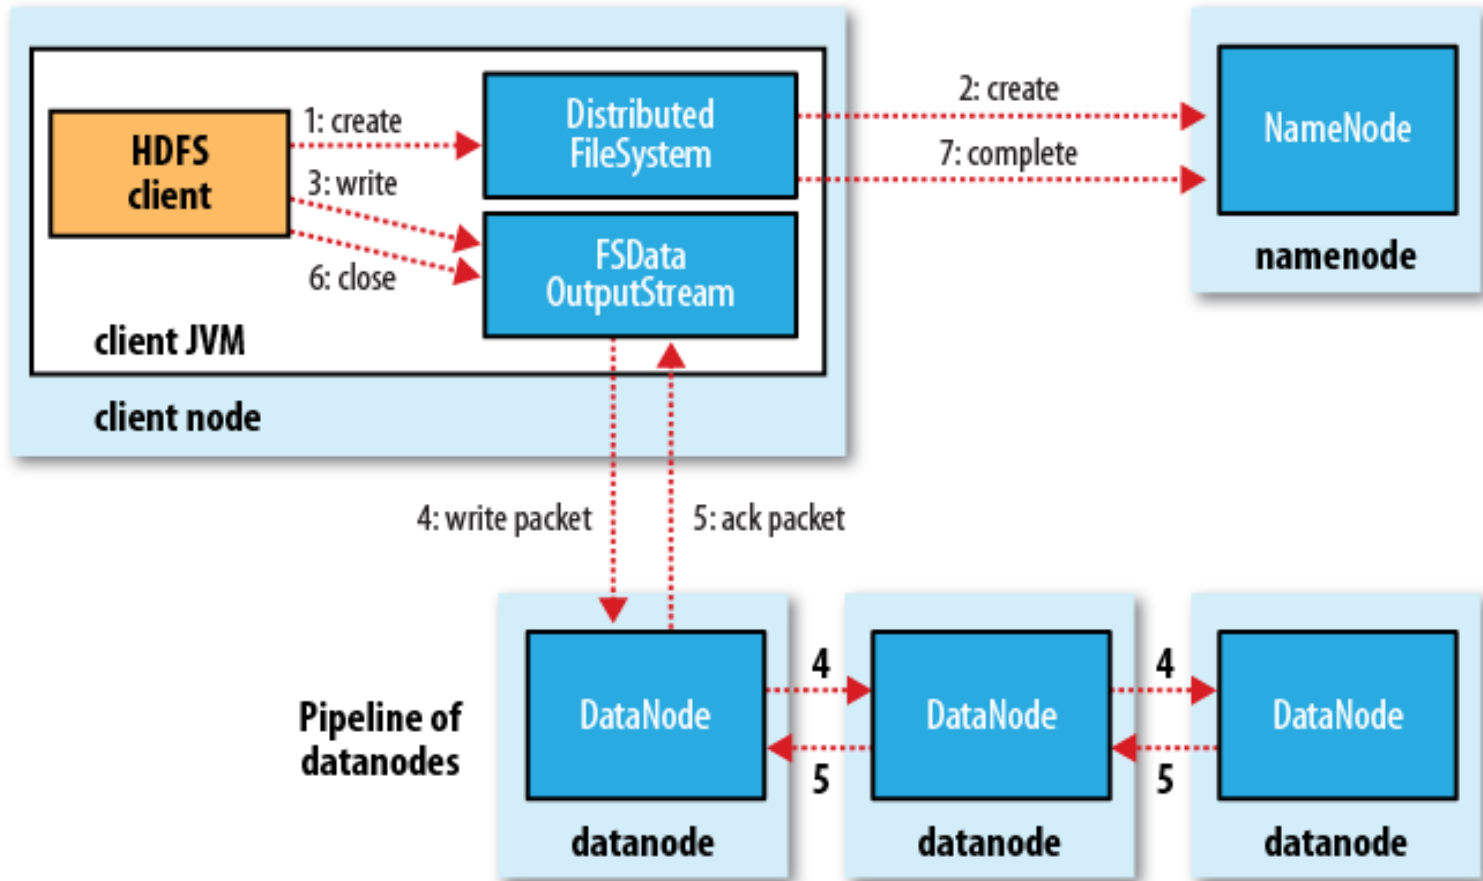 HDFS
client
1: create
3: write
6: close
Distributed
FileSystem
FSData
OutputStream
client JVM
client node
2: create
7: complete
NameNode
namenode
4: write packet
5: ack packet
Pipeline of
datanodes
DataNode
datanode
4
5
DataNode
datanode
4
5
DataNode
datanode